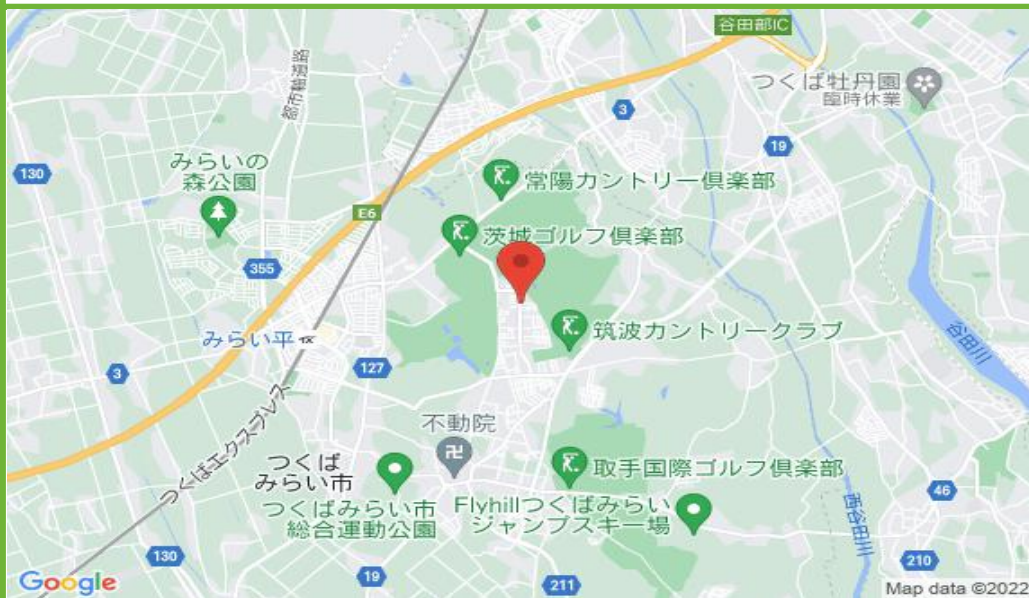 谷田部IC
都市軸道路
つくば牡丹園
臨時休業
3
19
130
みらいの
森公園
常陽カントリー倶楽部
E6
茨城ゴルフ倶楽部
355
筑波カントリークラブ
みらい平
谷田川
127
3
つくばエクスプレス
不動院
つくば
みらい市
取手国際ゴルフ倶楽部
つくばみらい市
総合運動公園
Flyhillつくばみらい
ジャンプスキー場
46
西谷田川
130
19
211
210
Google
Map data ©2022